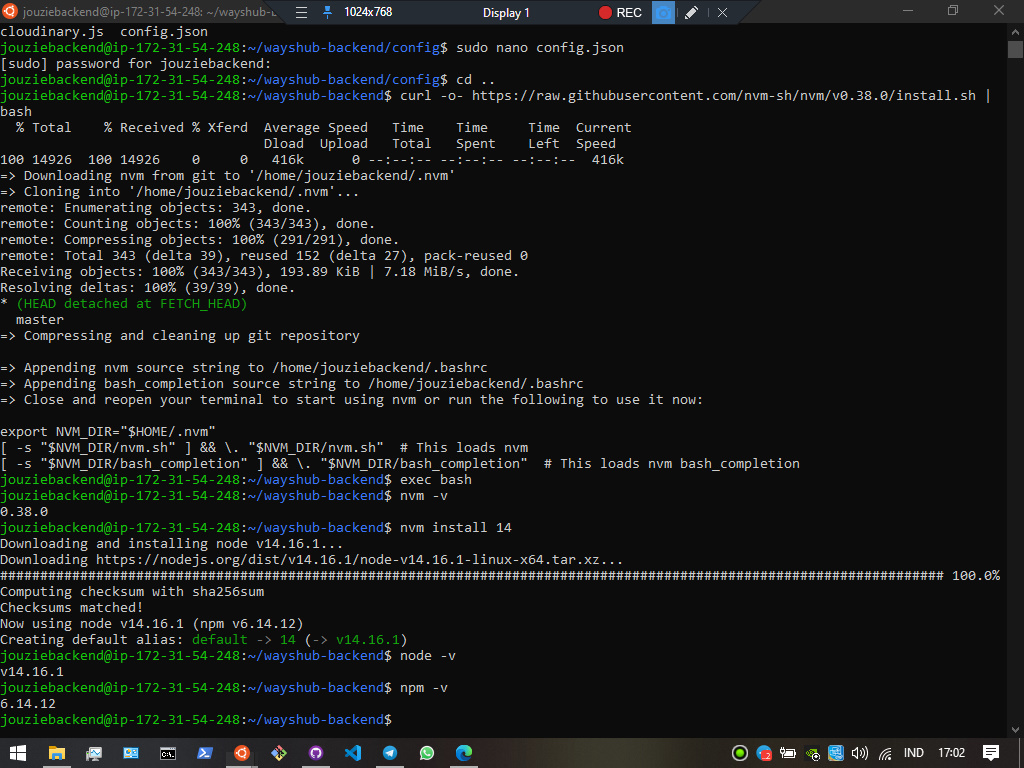 jouziebackend@ip-172-31-54-248: ~/wayshub-b
1024x768
Display 1
REC
cloudinary.js  config.json
jouziebackend@ip-172-31-54-248:~/wayshub-backend/config$ sudo nano config.json
[sudo] password for jouziebackend:
jouziebackend@ip-172-31-54-248:~/wayshub-backend/config$ cd ..
jouziebackend@ip-172-31-54-248:~/wayshub-backend$ curl -o- https://raw.githubusercontent.com/nvm-sh/nvm/v0.38.0/install.sh |
bash
  % Total    % Received % Xferd  Average Speed   Time    Time     Time  Current
                                 Dload  Upload   Total   Spent    Left  Speed
100 14926  100 14926    0     0   416k      0 --:--:-- --:--:-- --:--:--  416k
=> Downloading nvm from git to '/home/jouziebackend/.nvm'
=> Cloning into '/home/jouziebackend/.nvm'...
remote: Enumerating objects: 343, done.
remote: Counting objects: 100% (343/343), done.
remote: Compressing objects: 100% (291/291), done.
remote: Total 343 (delta 39), reused 152 (delta 27), pack-reused 0
Receiving objects: 100% (343/343), 193.89 KiB | 7.18 MiB/s, done.
Resolving deltas: 100% (39/39), done.
* (HEAD detached at FETCH_HEAD)
  master
=> Compressing and cleaning up git repository
=> Appending nvm source string to /home/jouziebackend/.bashrc
=> Appending bash_completion source string to /home/jouziebackend/.bashrc
=> Close and reopen your terminal to start using nvm or run the following to use it now:
export NVM_DIR="$HOME/.nvm"
[ -s "$NVM_DIR/nvm.sh" ] && \. "$NVM_DIR/nvm.sh"  # This loads nvm
[ -s "$NVM_DIR/bash_completion" ] && \. "$NVM_DIR/bash_completion"  # This loads nvm bash_completion
jouziebackend@ip-172-31-54-248:~/wayshub-backend$ exec bash
jouziebackend@ip-172-31-54-248:~/wayshub-backend$ nvm -v
0.38.0
jouziebackend@ip-172-31-54-248:~/wayshub-backend$ nvm install 14
Downloading and installing node v14.16.1...
Downloading https://nodejs.org/dist/v14.16.1/node-v14.16.1-linux-x64.tar.xz...
###################################################################################################################### 100.0%
Computing checksum with sha256sum
Checksums matched!
Now using node v14.16.1 (npm v6.14.12)
Creating default alias: default -> 14 (-> v14.16.1)
jouziebackend@ip-172-31-54-248:~/wayshub-backend$ node -v
v14.16.1
jouziebackend@ip-172-31-54-248:~/wayshub-backend$ npm -v
6.14.12
jouziebackend@ip-172-31-54-248:~/wayshub-backend$
IND
17:02